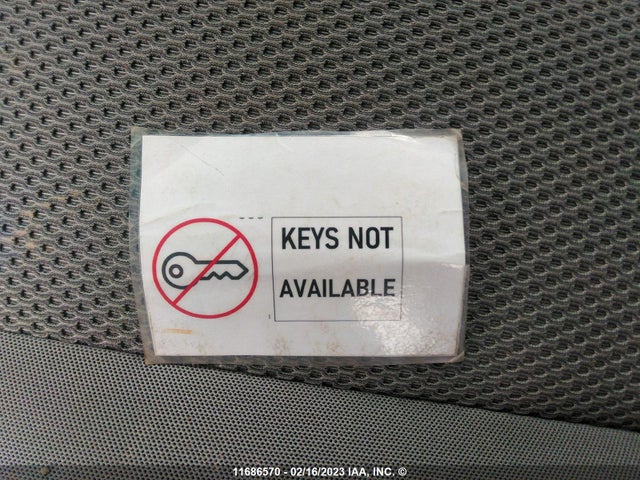 KEYS NOT
AVAILABLE
11686570 - 02/16/2023 IAA, INC. ©